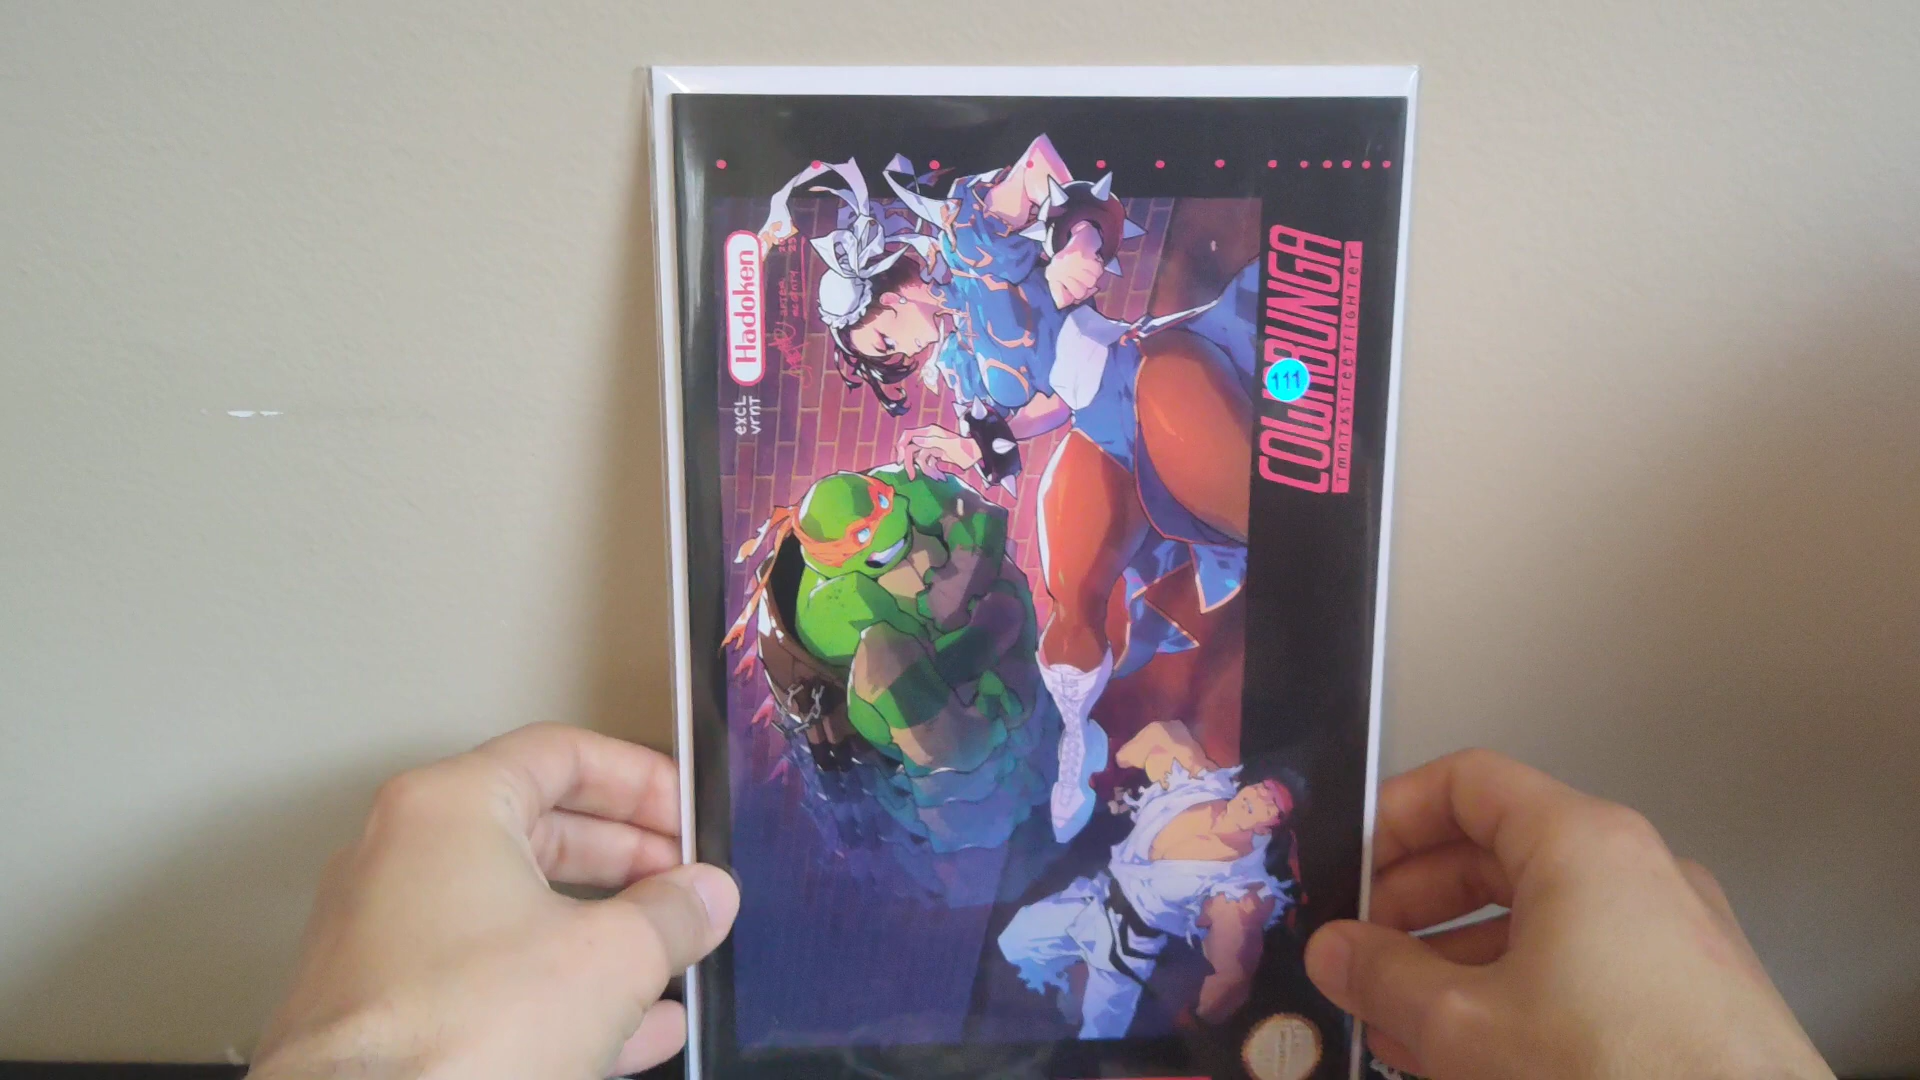 COWABUNGA
TMNTXSTREETFIGHTER
111
Hadoken
EXCL
VRNT